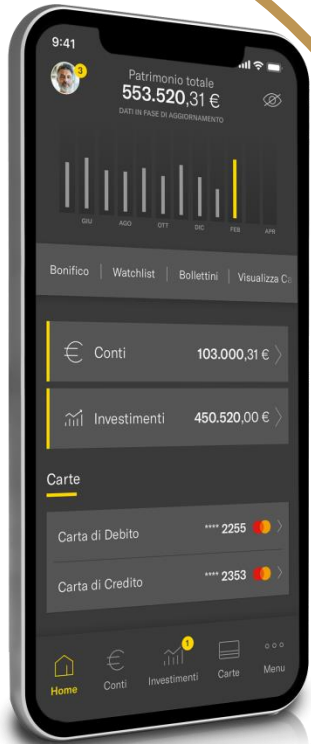 9:41
3
Patrimonio totale
553.520,31 €
DATI IN FASE DI AGGIORNAMENTO
GIU AGO OTT DIC FEB APR
Bonifico | Watchlist | Bollettini | Visualizza Ca
€ Conti 103.000,31 €
Investimenti 450.520,00 €
Carte
Carta di Debito **** 2255
Carta di Credito **** 2353
1
Home Conti Investimenti Carte Menu